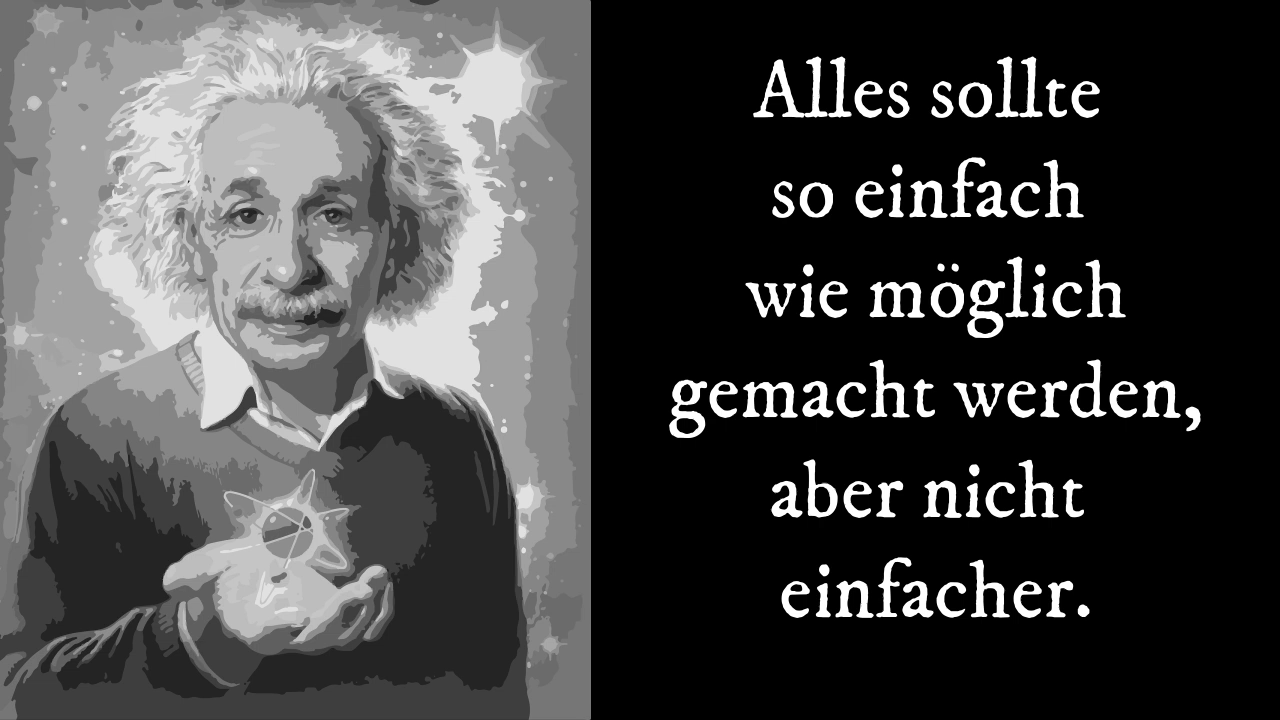 Alles sollte
so einfach
wie möglich
gemacht werden,
aber nicht
einfacher.